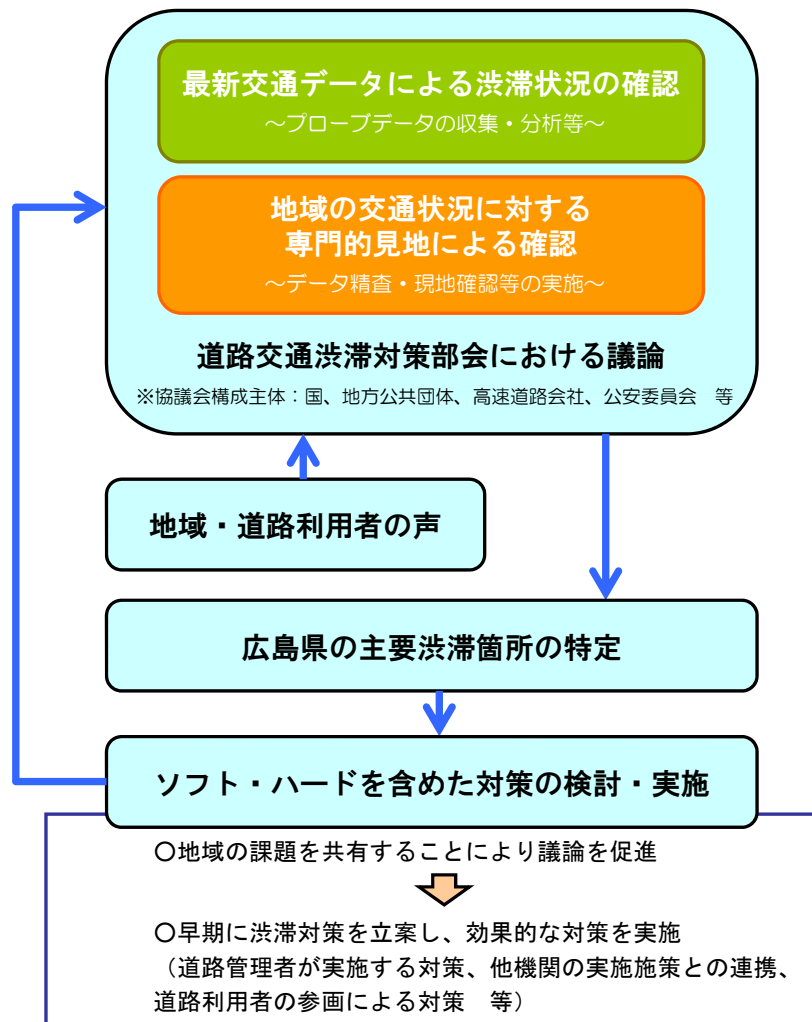 最新交通データによる渋滞状況の確認
～プローブデータの収集・分析等～
地域の交通状況に対する
専門的見地による確認
～データ精査・現地確認等の実施～
道路交通渋滞対策部会における議論
※協議会構成主体：国、地方公共団体、高速道路会社、公安委員会　等
地域・道路利用者の声
広島県の主要渋滞箇所の特定
ソフト・ハードを含めた対策の検討・実施
○地域の課題を共有することにより議論を促進
○早期に渋滞対策を立案し、効果的な対策を実施
（道路管理者が実施する対策、他機関の実施施策との連携、
道路利用者の参画による対策　等）